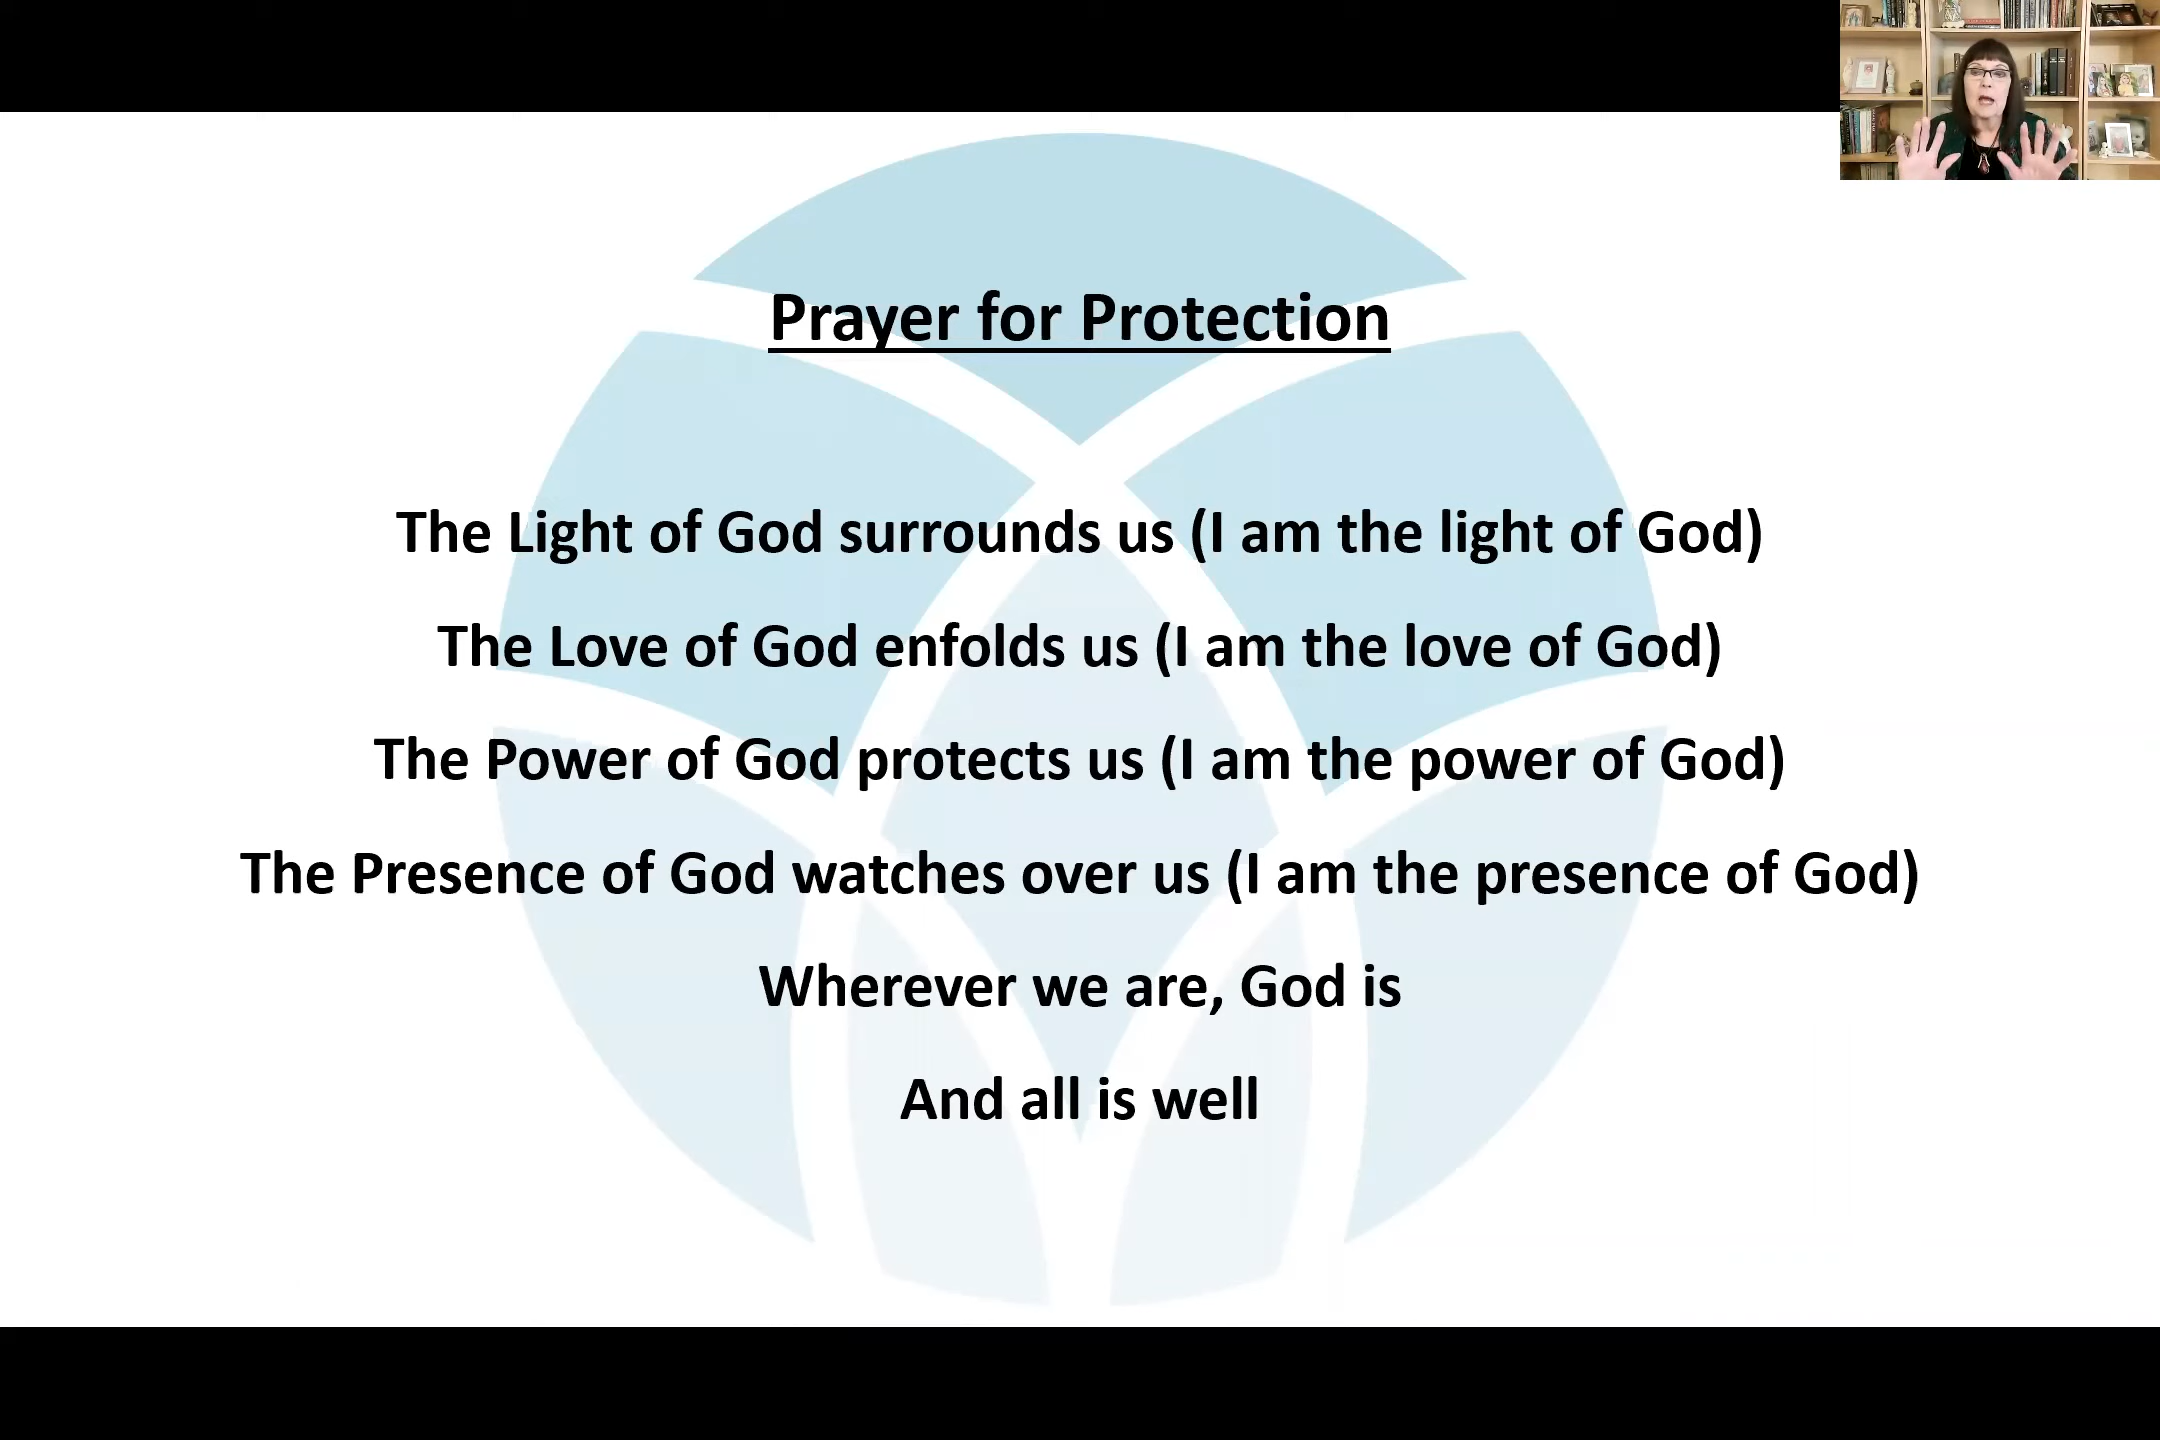 Prayer for Protection
The Light of God surrounds us (I am the light of God)
The Love of God enfolds us (I am the love of God)
The Power of God protects us (I am the power of God)
The Presence of God watches over us (I am the presence of God)
Wherever we are, God is
And all is well